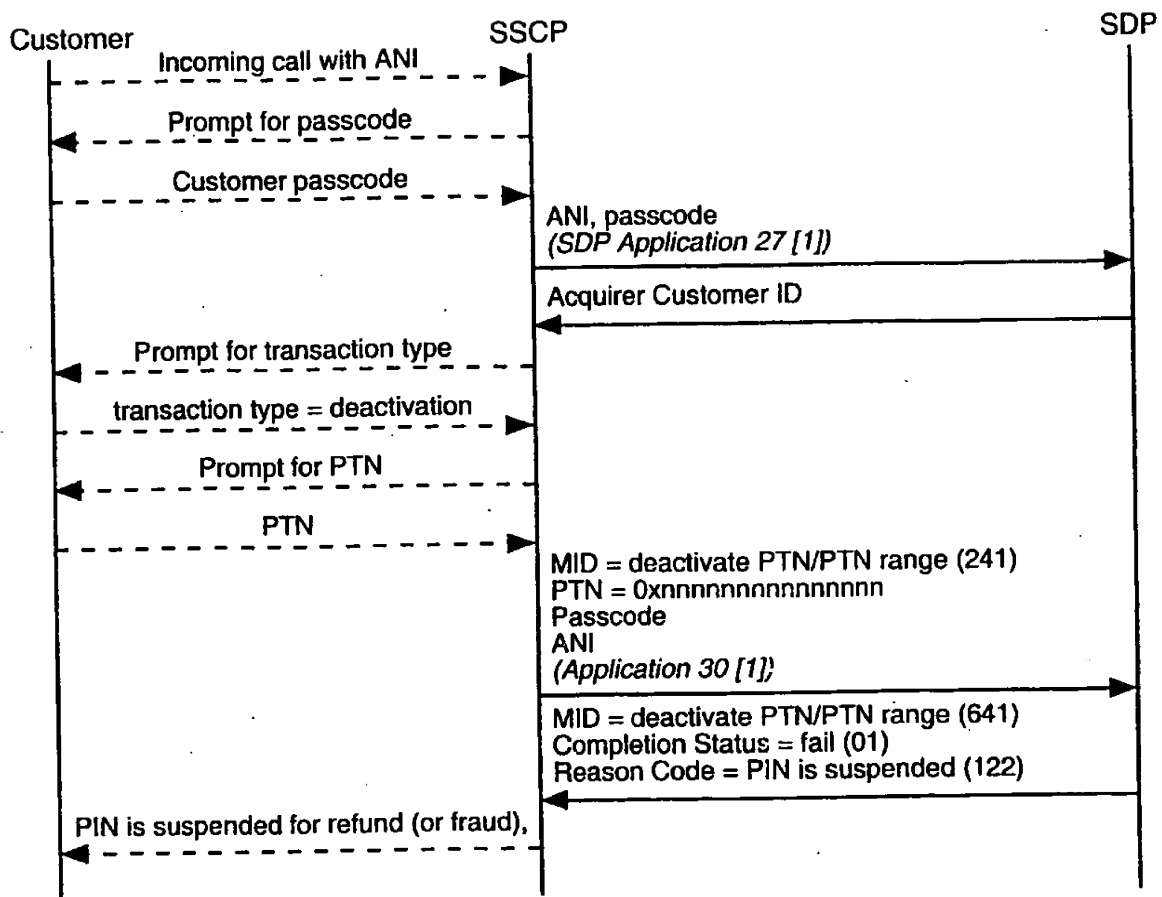 Customer
SSCP
SDP
Incoming call with ANI
Prompt for passcode
Customer passcode
ANI, passcode
(SDP Application 27 [1])
Acquirer Customer ID
Prompt for transaction type
transaction type = deactivation
Prompt for PTN
PTN
MID = deactivate PTN/PTN range (241)
PTN = 0xnnnnnnnnnnnnnnnn
Passcode
ANI
(Application 30 [1])
MID = deactivate PTN/PTN range (641)
Completion Status = fail (01)
Reason Code = PIN is suspended (122)
PIN is suspended for refund (or fraud),